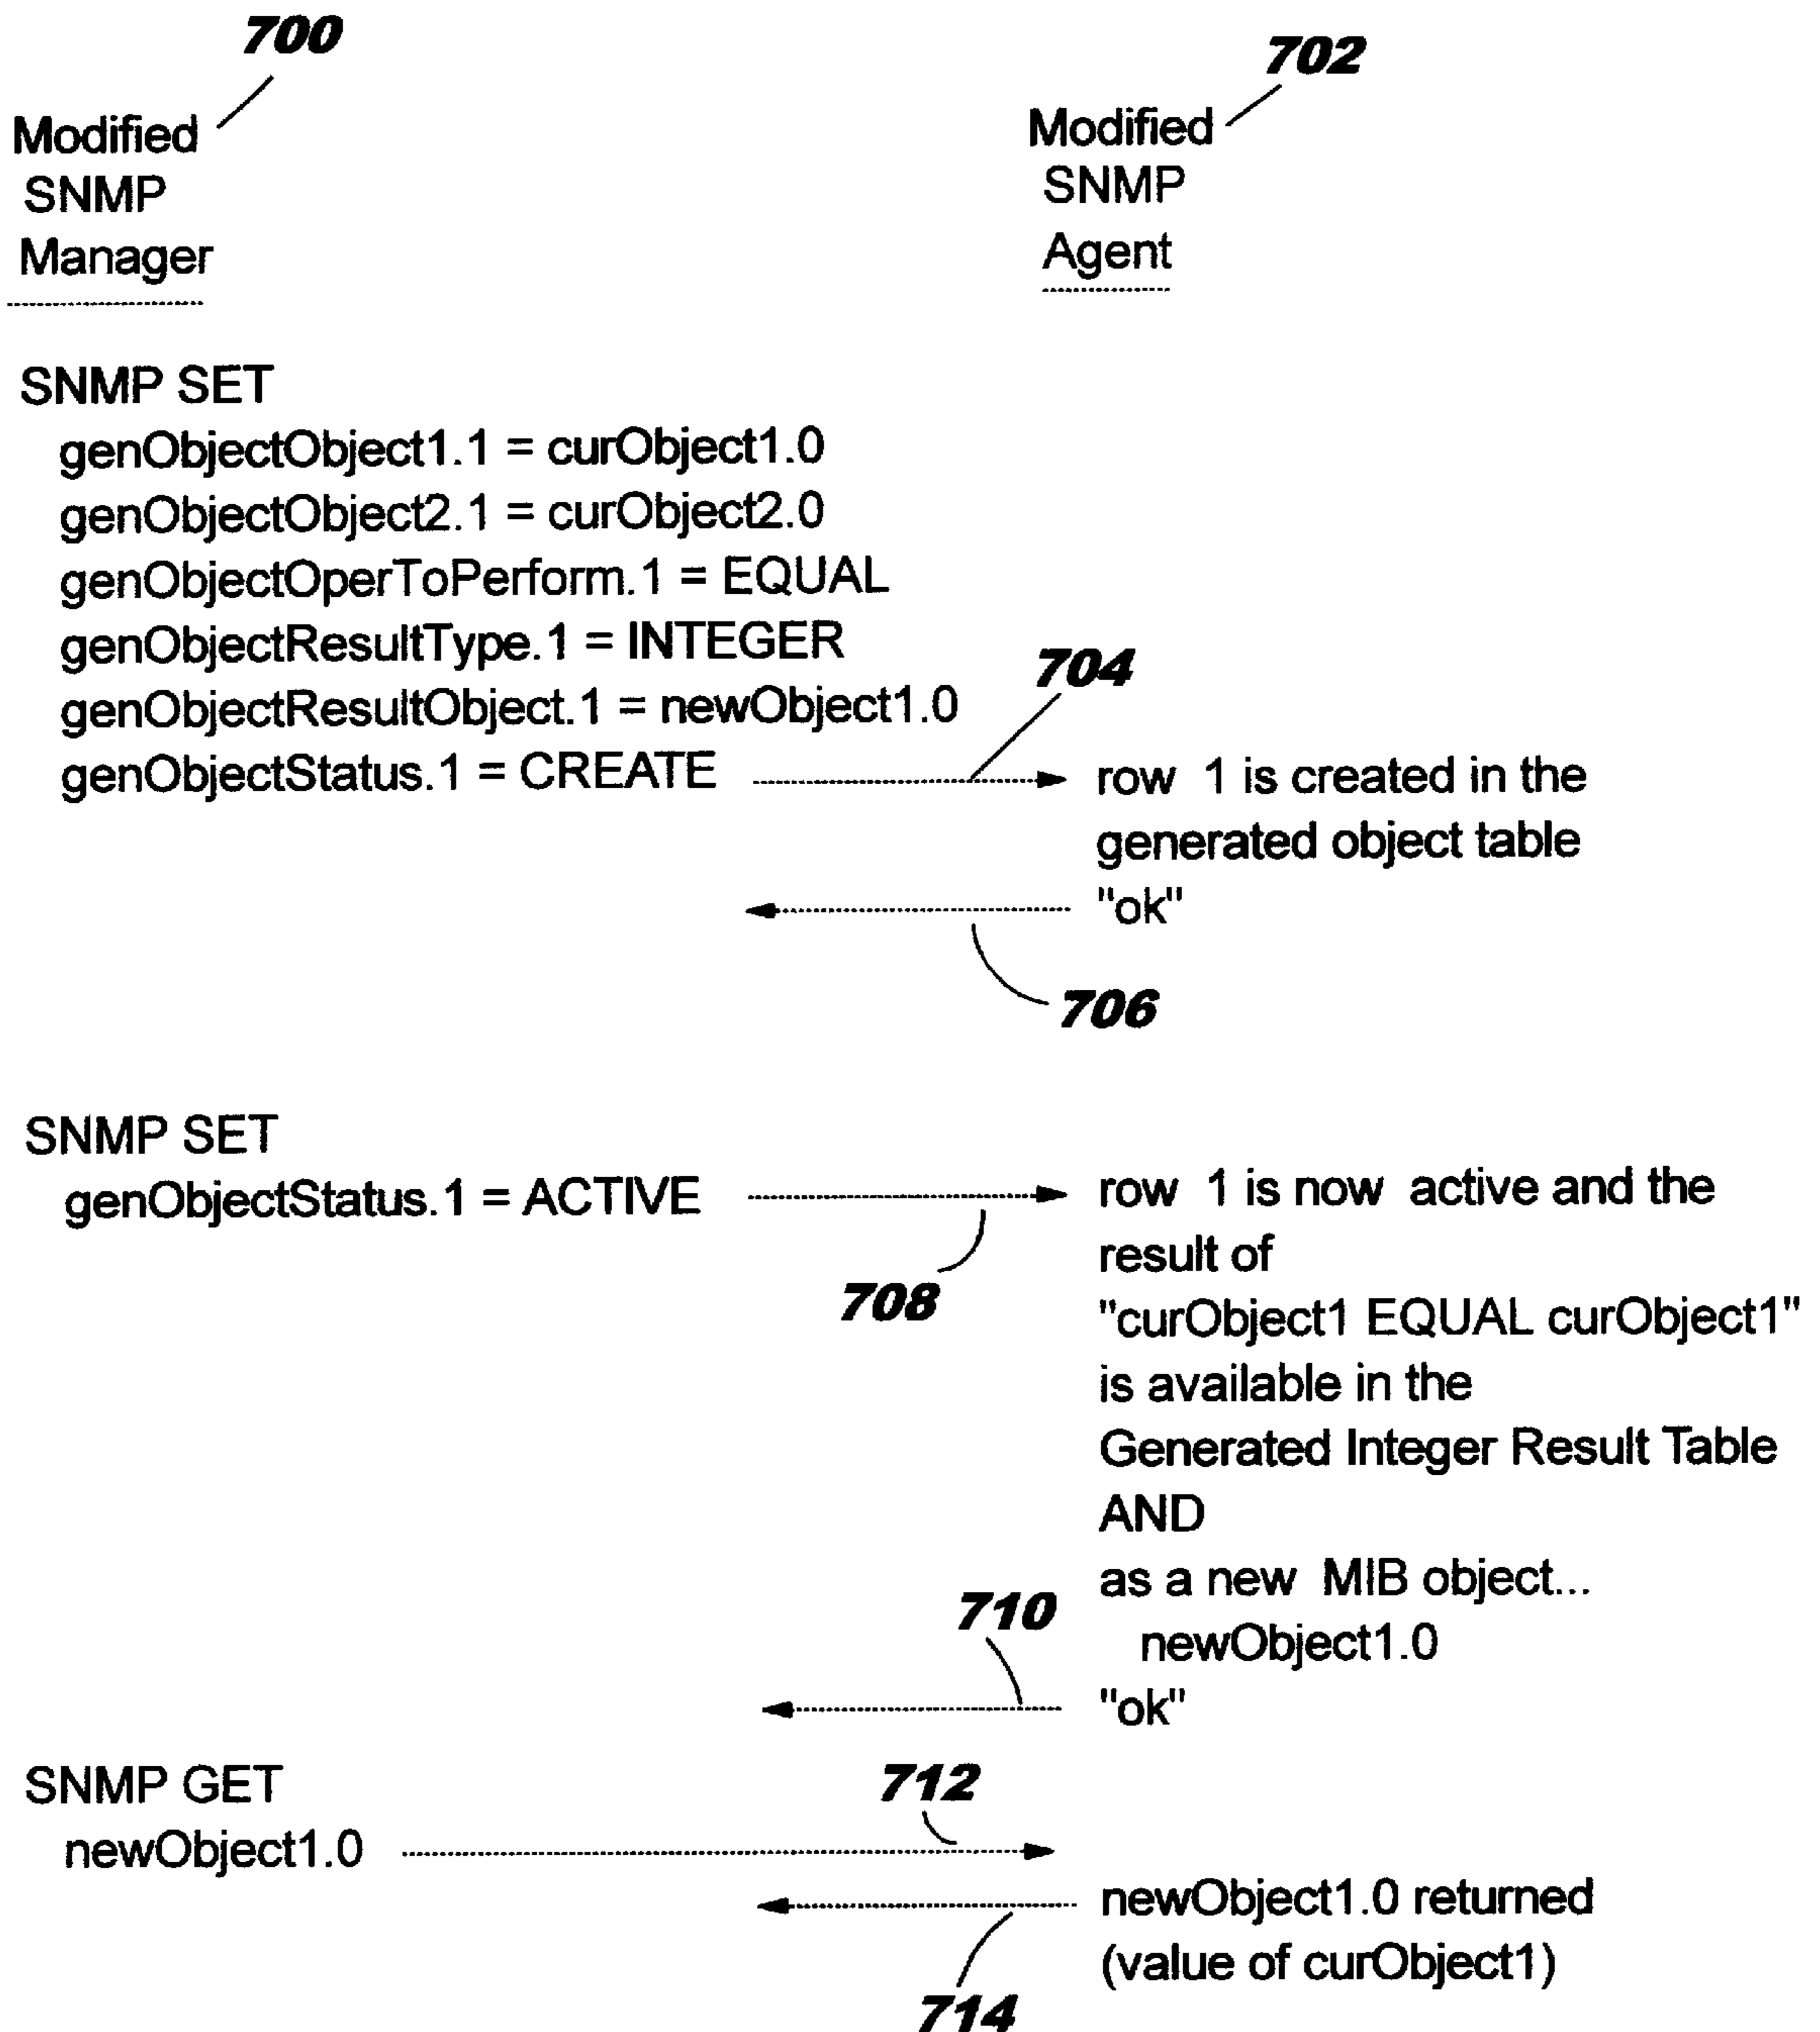 700
702
Modified
SNMP
Manager
Modified
SNMP
Agent
SNMP SET
genObjectObject1.1 = curObject1.0
genObjectObject2.1 = curObject2.0
genObjectOperToPerform.1 = EQUAL
genObjectResultType.1 = INTEGER
704
genObjectResultObject.1 = newObject1.0
genObjectStatus.1 = CREATE
row 1 is created in the
generated object table
"ok"
706
SNMP SET
genObjectStatus.1 = ACTIVE
708
row 1 is now active and the
result of
"curObject1 EQUAL curObject1"
is available in the
Generated Integer Result Table
AND
as a new MIB object...
newObject1.0
710
"ok"
SNMP GET
712
newObject1.0
newObject1.0 returned
(value of curObject1)
714